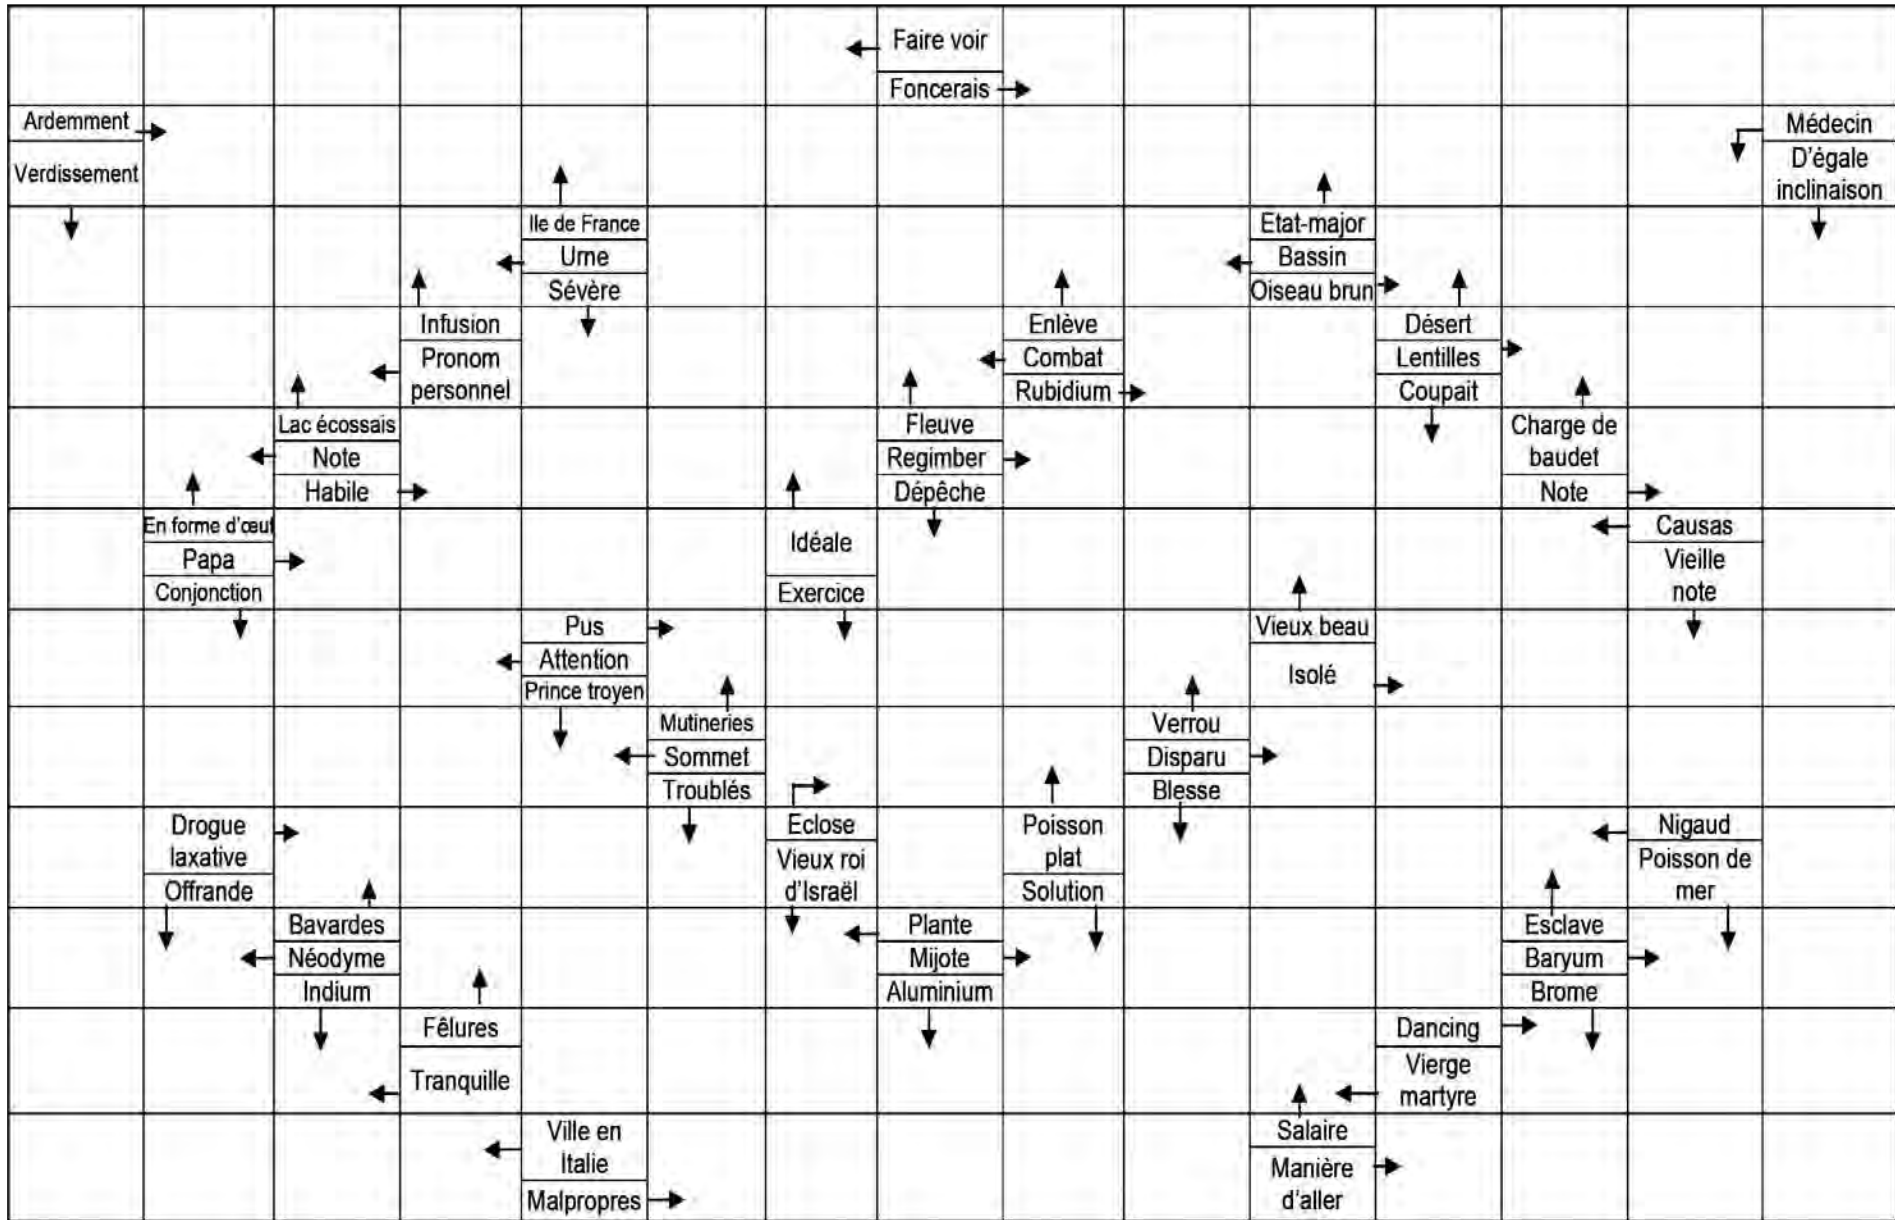 Faire voir
Foncerais
Ardemment
Verdissement
Médecin
D'égale
inclinaison
Ile de France
Urne
Sévère
Etat-major
Bassin
Oiseau brun
Infusion
Pronom
personnel
Enlève
Combat
Rubidium
Désert
Lentilles
Coupait
Lac écossais
Note
Habile
Fleuve
Regimber
Dépêche
Charge de
baudet
Note
En forme d'œuf
Papa
Conjonction
Idéale
Exercice
Causas
Vieille
note
Pus
Attention
Prince troyen
Vieux beau
Isolé
Mutineries
Sommet
Troublés
Verrou
Disparu
Blesse
Drogue
laxative
Offrande
Eclose
Vieux roi
d'Israël
Poisson
plat
Solution
Nigaud
Poisson de
mer
Bavardes
Néodyme
Indium
Plante
Mijote
Aluminium
Esclave
Baryum
Brome
Fêlures
Tranquille
Dancing
Vierge
martyre
Ville en
Italie
Malpropres
Salaire
Manière
d'aller